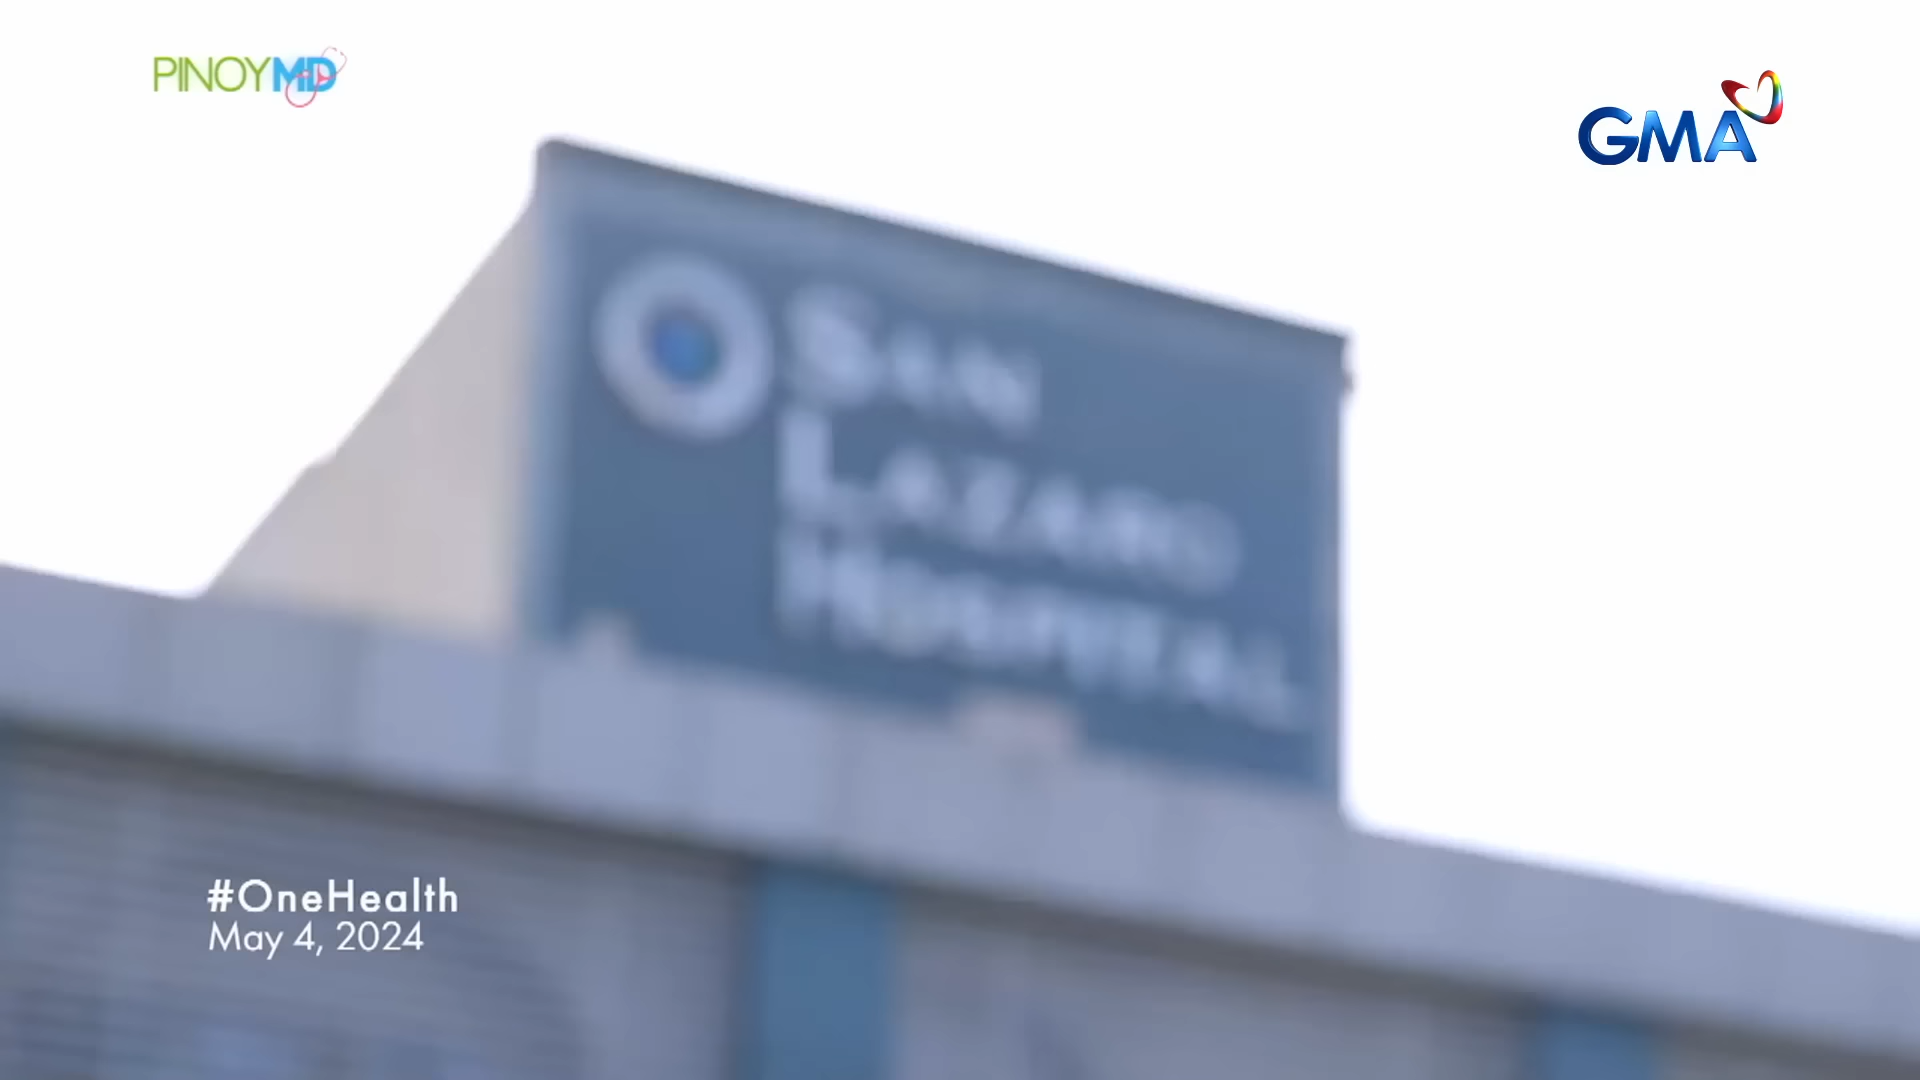 PINOYMD
GMA
SAN
LAZARO
HOSPITAL
#OneHealth
May 4, 2024